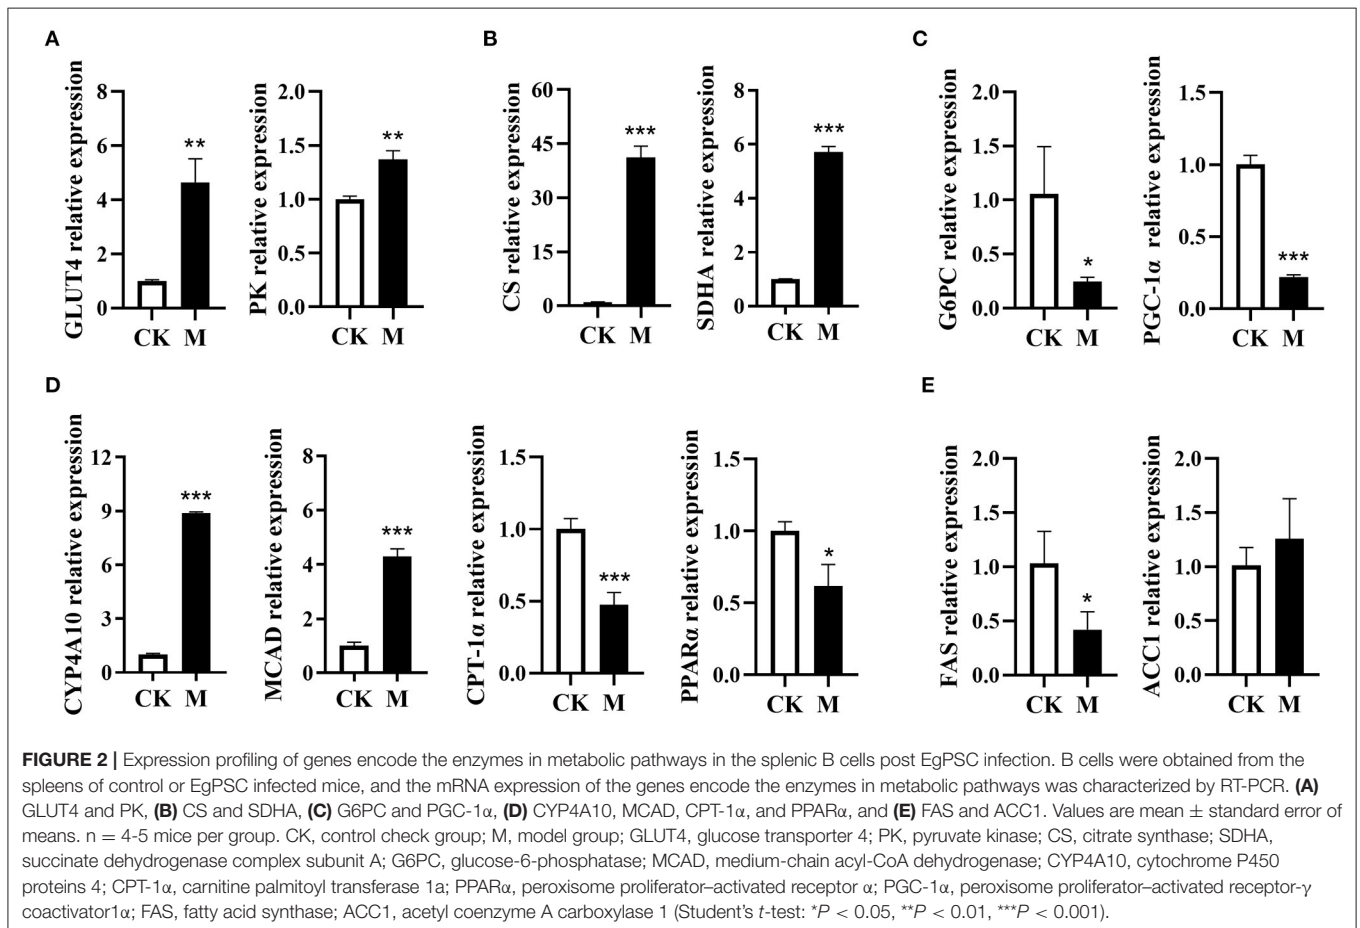 A
B
C
GLUT4 relative expression
8
6
4
2
0
**
CK M
PK relative expression
2.0
1.5
1.0
0.5
0.0
**
CK M
CS relative expression
60
45
30
15
0
***
CK M
SDHA relative expression
8
6
4
2
0
***
CK M
G6PC relative expression
2.0
1.5
1.0
0.5
0.0
*
CK M
PGC-1α relative expression
1.5
1.0
0.5
0.0
***
CK M
D
E
CYP4A10 relative expression
12
9
6
3
0
***
CK M
MCAD relative expression
8
6
4
2
0
***
CK M
CPT-1α relative expression
1.5
1.0
0.5
0.0
***
CK M
PPARα relative expression
1.5
1.0
0.5
0.0
*
CK M
FAS relative expression
2.0
1.5
1.0
0.5
0.0
*
CK M
ACC1 relative expression
2.0
1.5
1.0
0.5
0.0
CK M
FIGURE 2 | Expression profiling of genes encode the enzymes in metabolic pathways in the splenic B cells post EgPSC infection. B cells were obtained from the
spleens of control or EgPSC infected mice, and the mRNA expression of the genes encode the enzymes in metabolic pathways was characterized by RT-PCR. (A)
GLUT4 and PK, (B) CS and SDHA, (C) G6PC and PGC-1α, (D) CYP4A10, MCAD, CPT-1α, and PPARα, and (E) FAS and ACC1. Values are mean ± standard error of
means. n = 4-5 mice per group. CK, control check group; M, model group; GLUT4, glucose transporter 4; PK, pyruvate kinase; CS, citrate synthase; SDHA,
succinate dehydrogenase complex subunit A; G6PC, glucose-6-phosphatase; MCAD, medium-chain acyl-CoA dehydrogenase; CYP4A10, cytochrome P450
proteins 4; CPT-1α, carnitine palmitoyl transferase 1a; PPARα, peroxisome proliferator–activated receptor α; PGC-1α, peroxisome proliferator–activated receptor-γ
coactivator1α; FAS, fatty acid synthase; ACC1, acetyl coenzyme A carboxylase 1 (Student's t-test: *P < 0.05, **P < 0.01, ***P < 0.001).